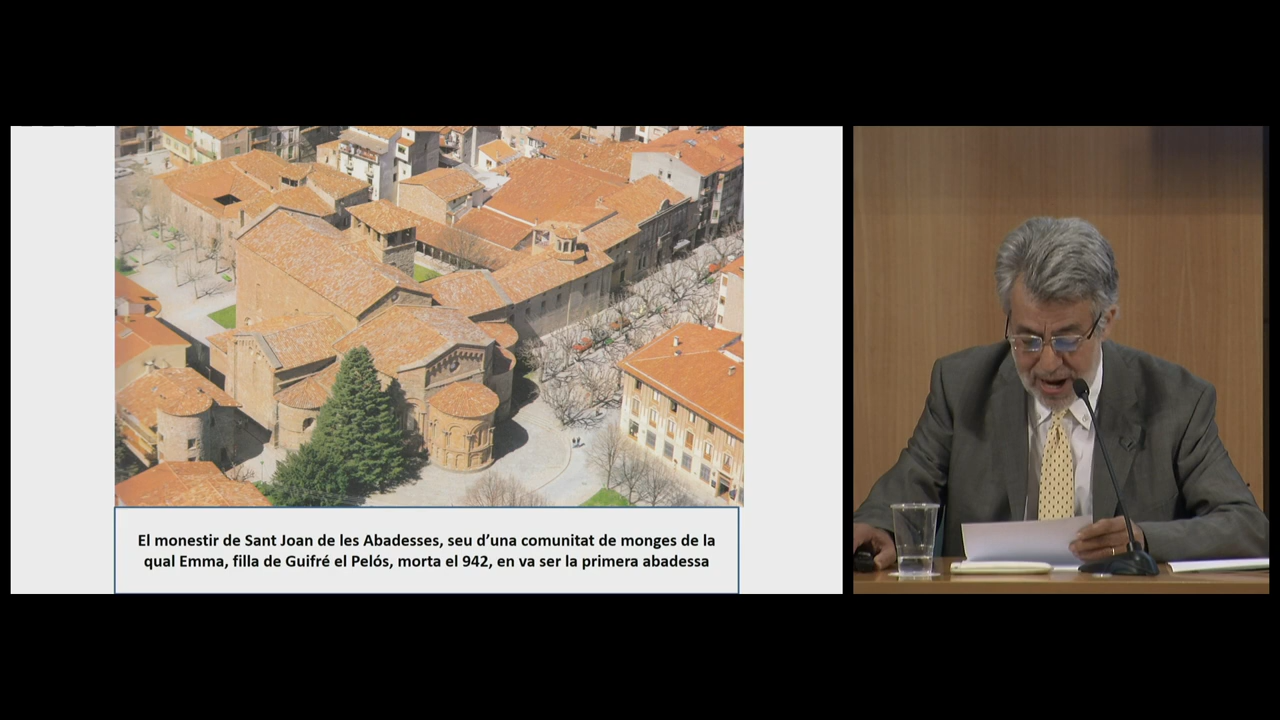 El monestir de Sant Joan de les Abadesses, seu d’una comunitat de monges de la
qual Emma, filla de Guifré el Pelós, morta el 942, en va ser la primera abadessa